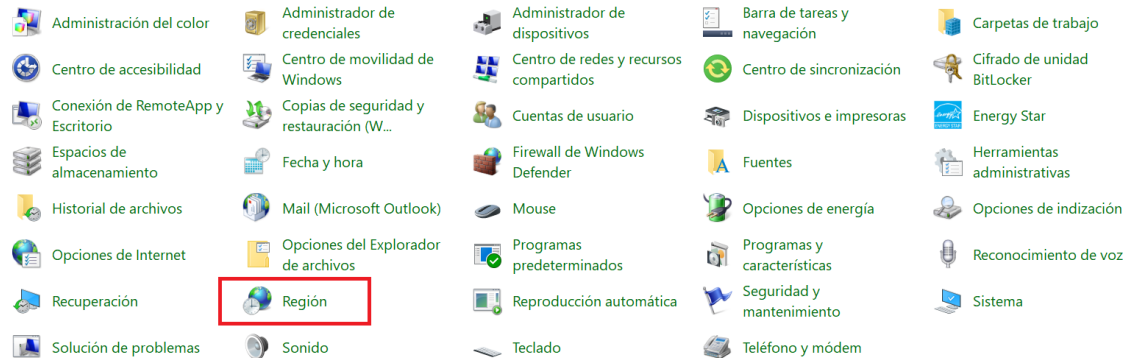 Administración del color
Administrador de
credenciales
Administrador de
dispositivos
Barra de tareas y
navegación
Carpetas de trabajo
Centro de accesibilidad
Centro de movilidad de
Windows
Centro de redes y recursos
compartidos
Centro de sincronización
Cifrado de unidad
BitLocker
Conexión de RemoteApp y
Escritorio
Copias de seguridad y
restauración (W...
Cuentas de usuario
Dispositivos e impresoras
Energy Star
Espacios de
almacenamiento
Fecha y hora
Firewall de Windows
Defender
Fuentes
Herramientas
administrativas
Historial de archivos
Mail (Microsoft Outlook)
Mouse
Opciones de energía
Opciones de indización
Opciones de Internet
Opciones del Explorador
de archivos
Programas
predeterminados
Programas y
características
Reconocimiento de voz
Recuperación
Región
Reproducción automática
Seguridad y
mantenimiento
Sistema
Solución de problemas
Sonido
Teclado
Teléfono y módem